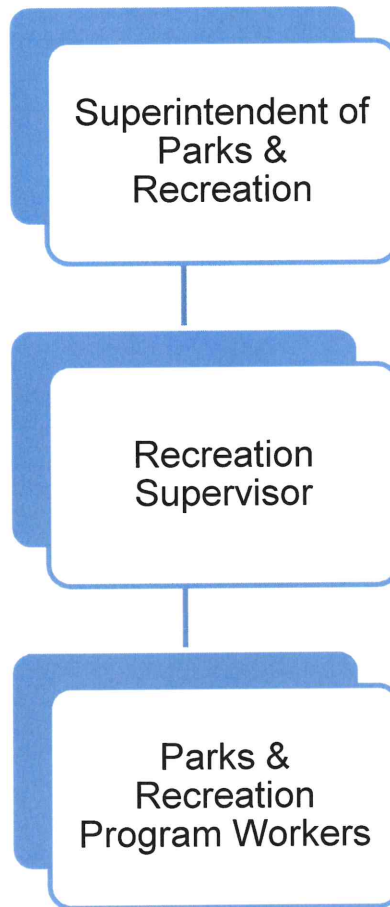 Superintendent of
Parks &
Recreation
Recreation
Supervisor
Parks &
Recreation
Program Workers